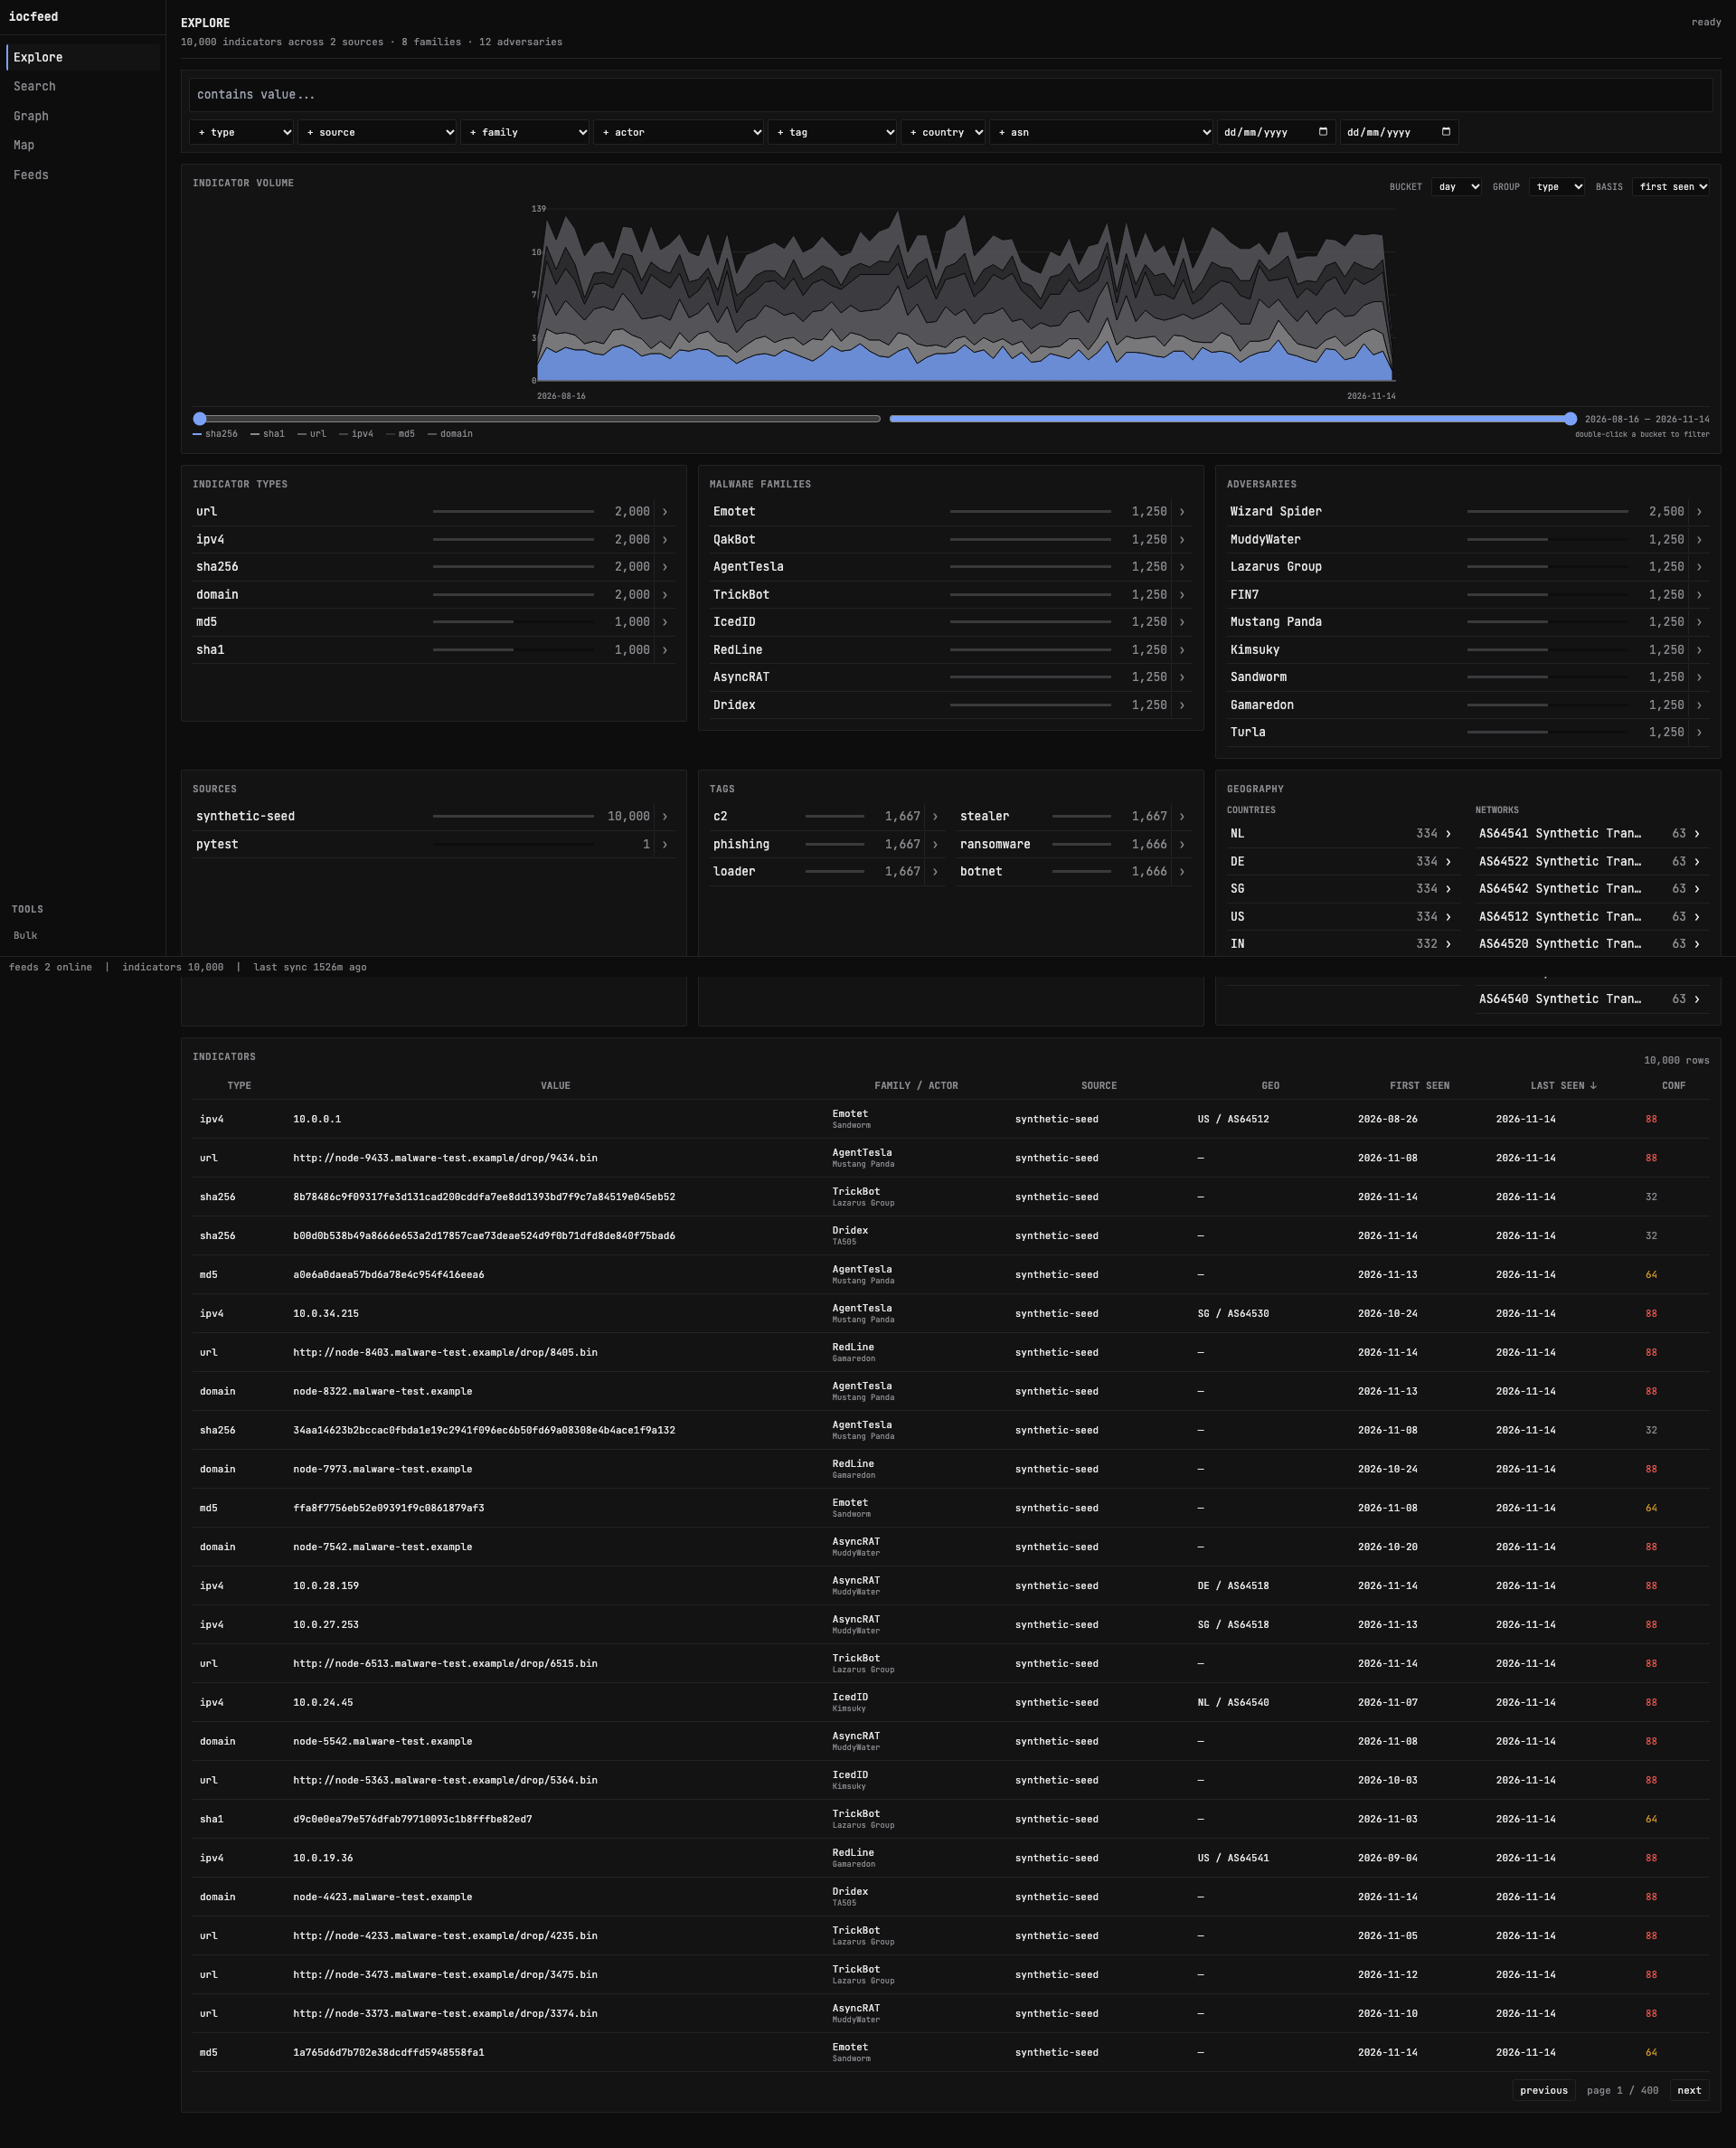 iocfeed
Explore
Search
Graph
Map
Feeds
TOOLS
Bulk
EXPLORE
ready
10,000 indicators across 2 sources · 8 families · 12 adversaries
contains value...
+ type + source + family + actor + tag + country + asn dd/mm/yyyy dd/mm/yyyy
INDICATOR VOLUME
BUCKET day GROUP type BASIS first seen
139
10
7
3
0
2026-08-16 2026-11-14
2026-08-16 — 2026-11-14
sha256 sha1 url ipv4 md5 domain
double-click a bucket to filter
INDICATOR TYPES
url 2,000 ›
ipv4 2,000 ›
sha256 2,000 ›
domain 2,000 ›
md5 1,000 ›
sha1 1,000 ›
MALWARE FAMILIES
Emotet 1,250 ›
QakBot 1,250 ›
AgentTesla 1,250 ›
TrickBot 1,250 ›
IcedID 1,250 ›
RedLine 1,250 ›
AsyncRAT 1,250 ›
Dridex 1,250 ›
ADVERSARIES
Wizard Spider 2,500 ›
MuddyWater 1,250 ›
Lazarus Group 1,250 ›
FIN7 1,250 ›
Mustang Panda 1,250 ›
Kimsuky 1,250 ›
Sandworm 1,250 ›
Gamaredon 1,250 ›
Turla 1,250 ›
SOURCES
synthetic-seed 10,000 ›
pytest 1 ›
TAGS
c2 1,667 › stealer 1,667 ›
phishing 1,667 › ransomware 1,666 ›
loader 1,667 › botnet 1,666 ›
GEOGRAPHY
COUNTRIES NETWORKS
NL 334 › AS64541 Synthetic Tran… 63 ›
DE 334 › AS64522 Synthetic Tran… 63 ›
SG 334 › AS64542 Synthetic Tran… 63 ›
US 334 › AS64512 Synthetic Tran… 63 ›
IN 332 › AS64520 Synthetic Tran… 63 ›
feeds 2 online | indicators 10,000 | last sync 1526m ago
AS64540 Synthetic Tran… 63 ›
INDICATORS
10,000 rows
TYPE VALUE FAMILY / ACTOR SOURCE GEO FIRST SEEN LAST SEEN ↓ CONF
ipv4 10.0.0.1 Emotet synthetic-seed US / AS64512 2026-08-26 2026-11-14 88
Sandworm
url http://node-9433.malware-test.example/drop/9434.bin AgentTesla synthetic-seed — 2026-11-08 2026-11-14 88
Mustang Panda
sha256 8b78486c9f09317fe3d131cad200cddfa7ee8dd1393bd7f9c7a84519e045eb52 TrickBot synthetic-seed — 2026-11-14 2026-11-14 32
Lazarus Group
sha256 b00d0b538b49a8666e653a2d17857cae73deae524d9f0b71dfd8de840f75bad6 Dridex synthetic-seed — 2026-11-14 2026-11-14 32
TA505
md5 a0e6a0daea57bd6a78e4c954f416eea6 AgentTesla synthetic-seed — 2026-11-13 2026-11-14 64
Mustang Panda
ipv4 10.0.34.215 AgentTesla synthetic-seed SG / AS64530 2026-10-24 2026-11-14 88
Mustang Panda
url http://node-8403.malware-test.example/drop/8405.bin RedLine synthetic-seed — 2026-11-14 2026-11-14 88
Gamaredon
domain node-8322.malware-test.example AgentTesla synthetic-seed — 2026-11-13 2026-11-14 88
Mustang Panda
sha256 34aa14623b2bccac0fbda1e19c2941f096ec6b50fd69a08308e4b4ace1f9a132 AgentTesla synthetic-seed — 2026-11-08 2026-11-14 32
Mustang Panda
domain node-7973.malware-test.example RedLine synthetic-seed — 2026-10-24 2026-11-14 88
Gamaredon
md5 ffa8f7756eb52e09391f9c0861879af3 Emotet synthetic-seed — 2026-11-08 2026-11-14 64
Sandworm
domain node-7542.malware-test.example AsyncRAT synthetic-seed — 2026-10-20 2026-11-14 88
MuddyWater
ipv4 10.0.28.159 AsyncRAT synthetic-seed DE / AS64518 2026-11-14 2026-11-14 88
MuddyWater
ipv4 10.0.27.253 AsyncRAT synthetic-seed SG / AS64518 2026-11-13 2026-11-14 88
MuddyWater
url http://node-6513.malware-test.example/drop/6515.bin TrickBot synthetic-seed — 2026-11-14 2026-11-14 88
Lazarus Group
ipv4 10.0.24.45 IcedID synthetic-seed NL / AS64540 2026-11-07 2026-11-14 88
Kimsuky
domain node-5542.malware-test.example AsyncRAT synthetic-seed — 2026-11-08 2026-11-14 88
MuddyWater
url http://node-5363.malware-test.example/drop/5364.bin IcedID synthetic-seed — 2026-10-03 2026-11-14 88
Kimsuky
sha1 d9c0e0ea79e576dfab79710093c1b8fffbe82ed7 TrickBot synthetic-seed — 2026-11-03 2026-11-14 64
Lazarus Group
ipv4 10.0.19.36 RedLine synthetic-seed US / AS64541 2026-09-04 2026-11-14 88
Gamaredon
domain node-4423.malware-test.example Dridex synthetic-seed — 2026-11-14 2026-11-14 88
TA505
url http://node-4233.malware-test.example/drop/4235.bin TrickBot synthetic-seed — 2026-11-05 2026-11-14 88
Lazarus Group
url http://node-3473.malware-test.example/drop/3475.bin TrickBot synthetic-seed — 2026-11-12 2026-11-14 88
Lazarus Group
url http://node-3373.malware-test.example/drop/3374.bin AsyncRAT synthetic-seed — 2026-11-10 2026-11-14 88
MuddyWater
md5 1a765d6d7b702e38dcdffd5948558fa1 Emotet synthetic-seed — 2026-11-14 2026-11-14 64
Sandworm
previous page 1 / 400 next